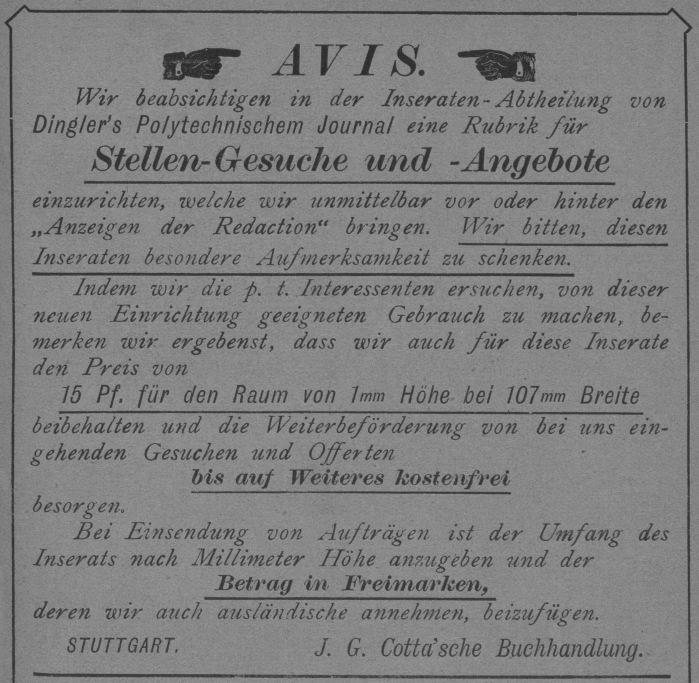 AVIS.
Wir beabsichtigen in der Inseraten-Abtheilung von
Dingler's Polytechnischem Journal eine Rubrik für
Stellen-Gesuche und -Angebote
einzurichten, welche wir unmittelbar vor oder hinter den
„Anzeigen der Redaction“ bringen. Wir bitten, diesen
Inseraten besondere Aufmerksamkeit zu schenken.
Indem wir die p. t. Interessenten ersuchen, von dieser
neuen Einrichtung geeigneten Gebrauch zu machen, be-
merken wir ergebenst, dass wir auch für diese Inserate
den Preis von
15 Pf. für den Raum von 1mm Höhe bei 107mm Breite
beibehalten und die Weiterbeförderung von bei uns ein-
gehenden Gesuchen und Offerten
bis auf Weiteres kostenfrei
besorgen.
Bei Einsendung von Aufträgen ist der Umfang des
Inserats nach Millimeter Höhe anzugeben und der
Betrag in Freimarken,
deren wir auch ausländische annehmen, beizufügen.
STUTTGART. J. G. Cotta'sche Buchhandlung.